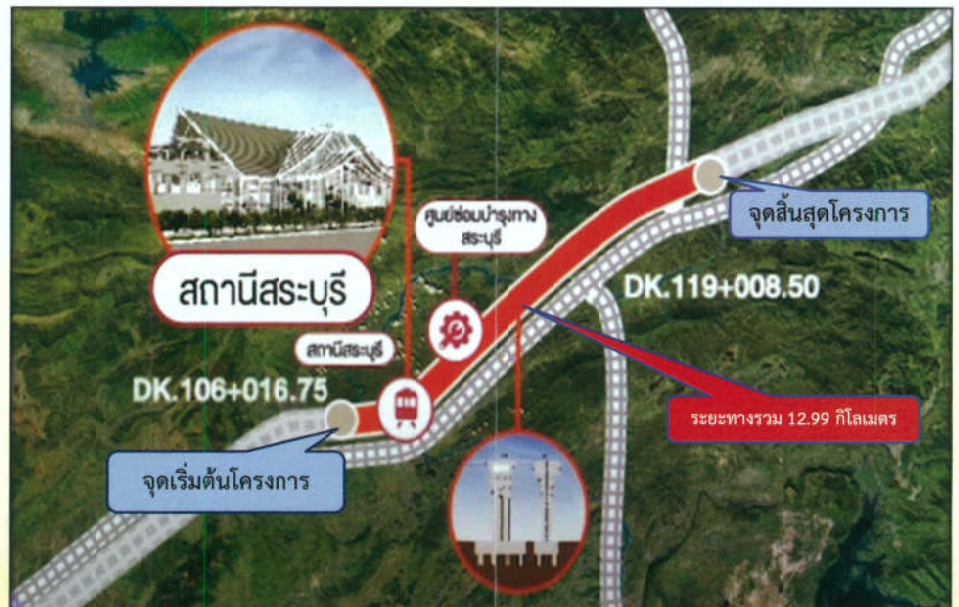 ศูนย์ซ่อมบำรุงทาง
สระบุรี
จุดสิ้นสุดโครงการ
สถานีสระบุรี
DK.119+008.50
สถานีสระบุรี
DK.106+016.75
ระยะทางรวม 12.99 กิโลเมตร
จุดเริ่มต้นโครงการ